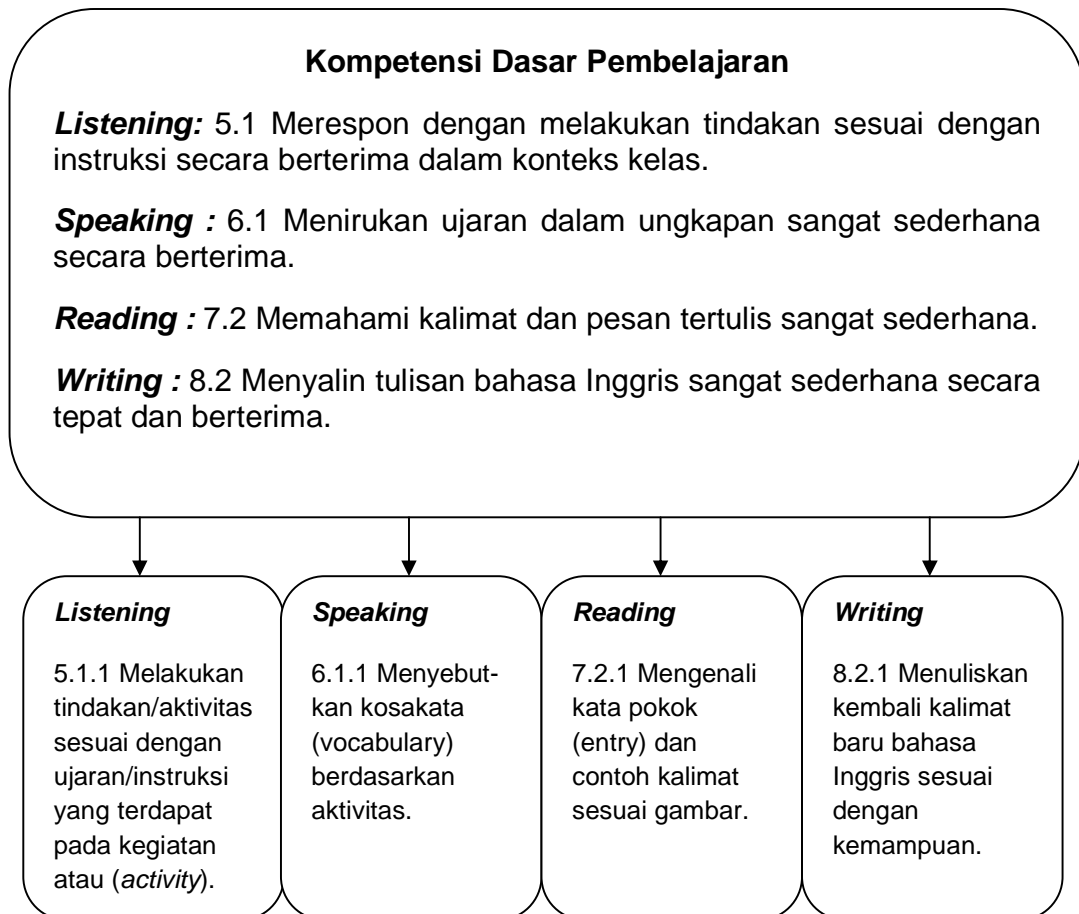 Kompetensi Dasar Pembelajaran
Listening: 5.1 Merespon dengan melakukan tindakan sesuai dengan
instruksi secara berterima dalam konteks kelas.
Speaking : 6.1 Menirukan ujaran dalam ungkapan sangat sederhana
secara berterima.
Reading : 7.2 Memahami kalimat dan pesan tertulis sangat sederhana.
Writing : 8.2 Menyalin tulisan bahasa Inggris sangat sederhana secara
tepat dan berterima.
Listening
5.1.1 Melakukan
tindakan/aktivitas
sesuai dengan
ujaran/instruksi
yang terdapat
pada kegiatan
atau (activity).
Speaking
6.1.1 Menyebut-
kan kosakata
(vocabulary)
berdasarkan
aktivitas.
Reading
7.2.1 Mengenali
kata pokok
(entry) dan
contoh kalimat
sesuai gambar.
Writing
8.2.1 Menuliskan
kembali kalimat
baru bahasa
Inggris sesuai
dengan
kemampuan.